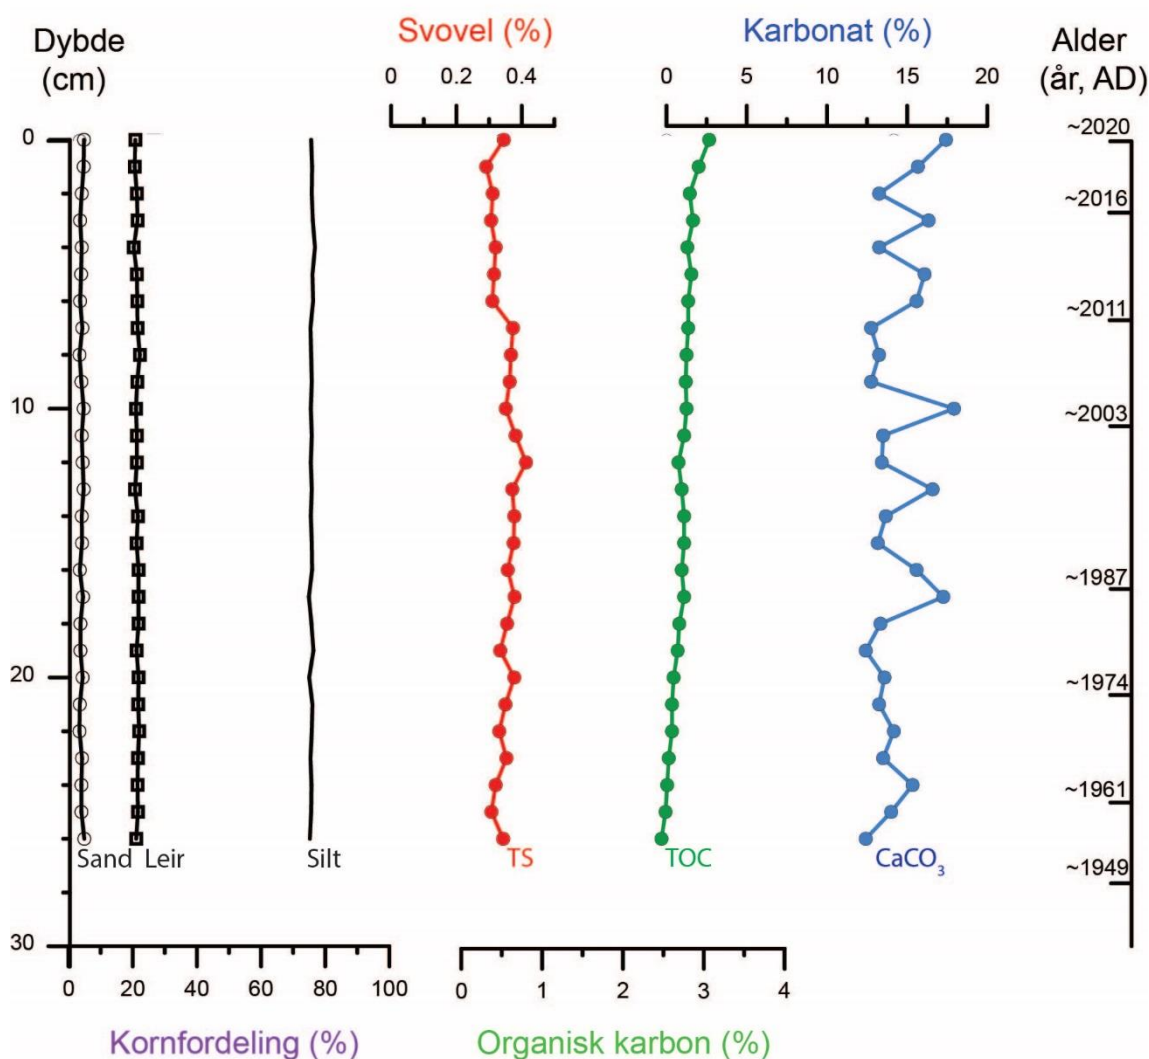 Dybde
(cm)
Svovel (%)
Karbonat (%)
Alder
(år, AD)
0 0.2 0.4
0 5 10 15 20
0
10
20
30
~2020
~2016
~2011
~2003
~1987
~1974
~1961
~1949
Sand Leir Silt TS TOC CaCO₃
0 20 40 60 80 100
0 1 2 3 4
Kornfordeling (%)
Organisk karbon (%)